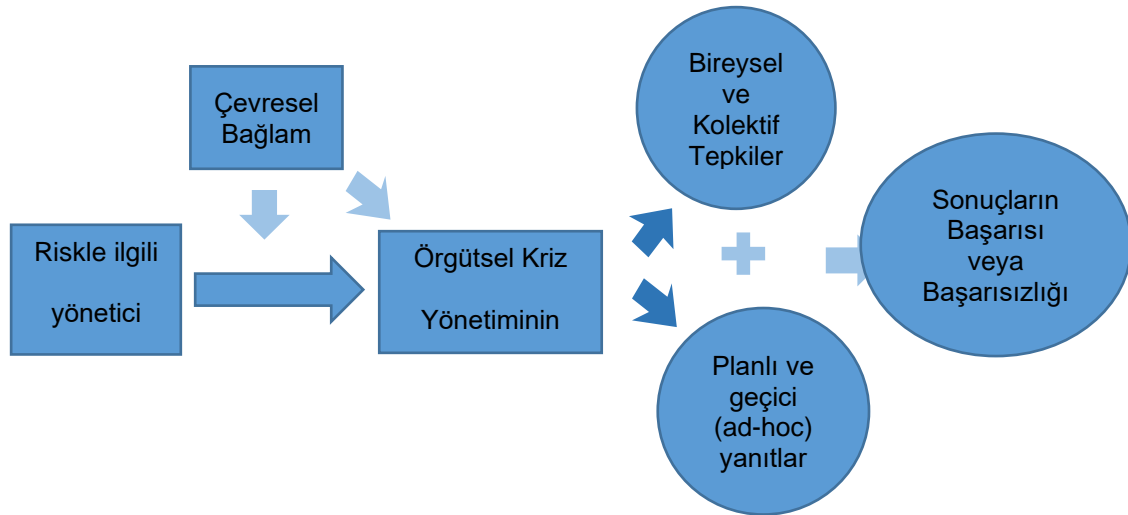 Çevresel
Bağlam
Riskle ilgili
yönetici
Örgütsel Kriz
Yönetiminin
Bireysel
ve
Kolektif
Tepkiler
Planlı ve
geçici
(ad-hoc)
yanıtlar
Sonuçların
Başarısı
veya
Başarısızlığı